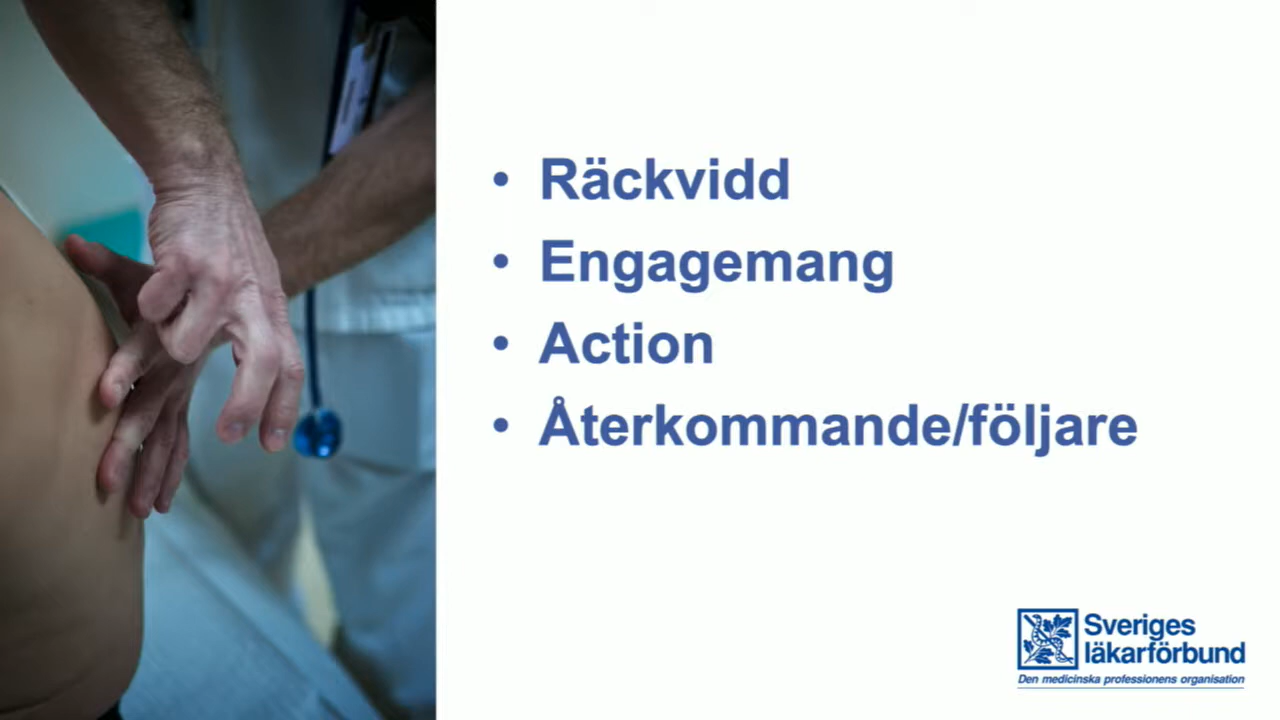 • Räckvidd
• Engagemang
• Action
• Återkommande/följare
Sveriges
läkarförbund
Den medicinska professionens organisation